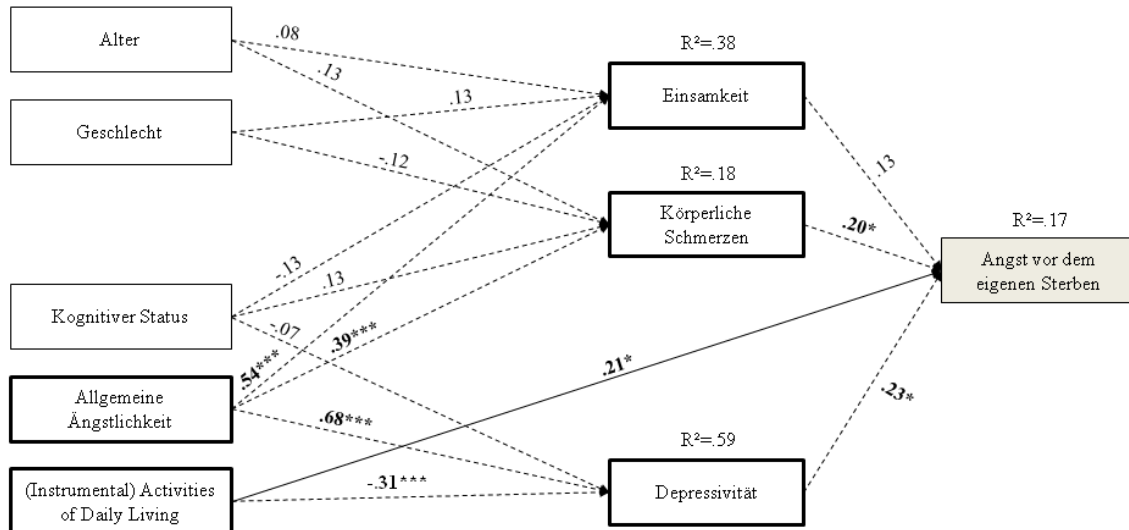 Alter
.08
.13
R²=.38
Einsamkeit
Geschlecht
.13
-.12
.13
R²=.18
Körperliche
Schmerzen
.20*
R²=.17
Angst vor dem
eigenen Sterben
Kognitiver Status
-.13
.13
-.07
.54***
.39***
Allgemeine
Ängstlichkeit
.68***
.21*
.23*
R²=.59
(Instrumental) Activities
of Daily Living
-.31***
Depressivität